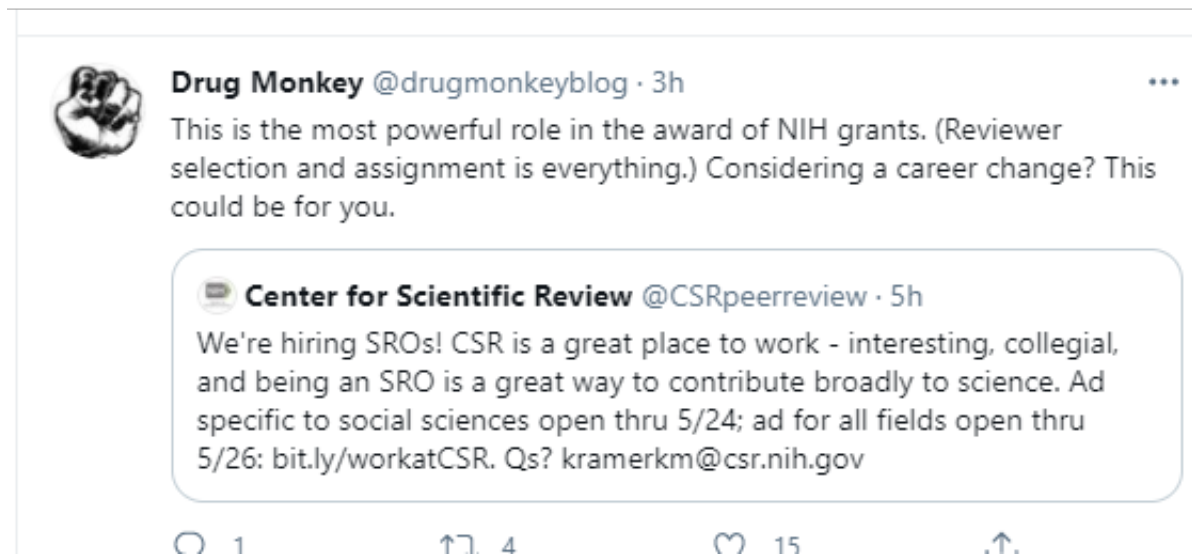 Drug Monkey @drugmonkeyblog · 3h
This is the most powerful role in the award of NIH grants. (Reviewer
selection and assignment is everything.) Considering a career change? This
could be for you.
Center for Scientific Review @CSRpeerreview · 5h
We're hiring SROs! CSR is a great place to work - interesting, collegial,
and being an SRO is a great way to contribute broadly to science. Ad
specific to social sciences open thru 5/24; ad for all fields open thru
5/26: bit.ly/workatCSR. Qs? kramerkm@csr.nih.gov
1 4 15